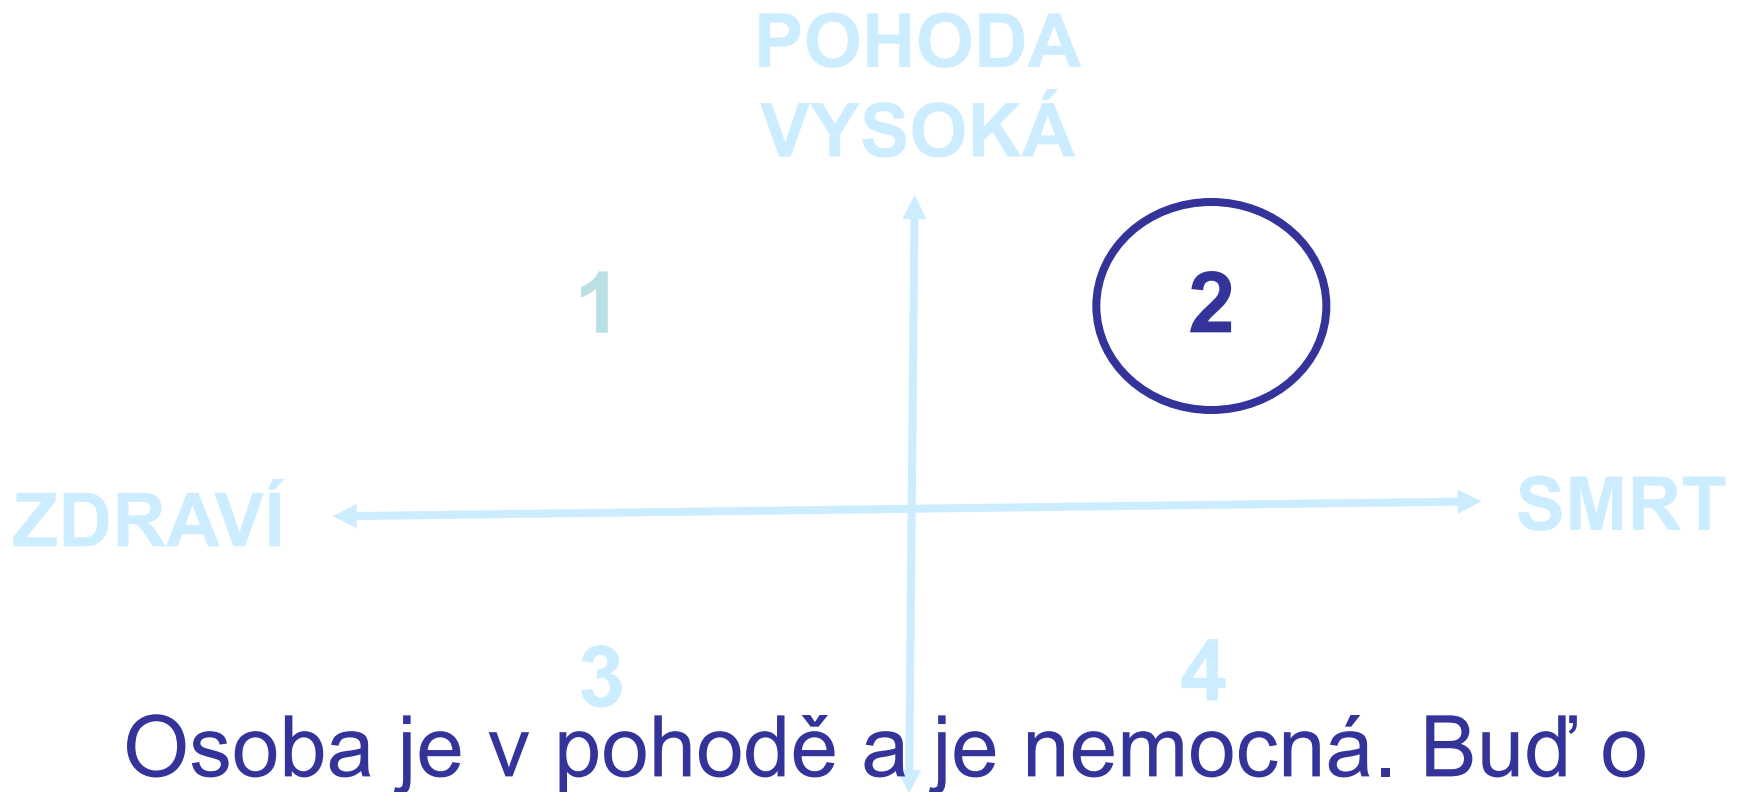 POHODA
VYSOKÁ
1
2
ZDRAVÍ
SMRT
3
4
Osoba je v pohodě a je nemocná. Buď o